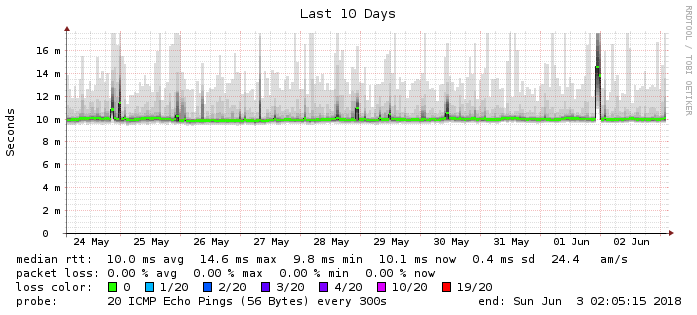 Last 10 Days
RRDTOOL / TOBI OETIKER
Seconds
16 m
14 m
12 m
10 m
8 m
6 m
4 m
2 m
0
24 May 25 May 26 May 27 May 28 May 29 May 30 May 31 May 01 Jun 02 Jun
median rtt: 10.0 ms avg 14.6 ms max 9.8 ms min 10.1 ms now 0.4 ms sd 24.4 am/s
packet loss: 0.00 % avg 0.00 % max 0.00 % min 0.00 % now
loss color: 0 1/20 2/20 3/20 4/20 10/20 19/20
probe: 20 ICMP Echo Pings (56 Bytes) every 300s end: Sun Jun 3 02:05:15 2018